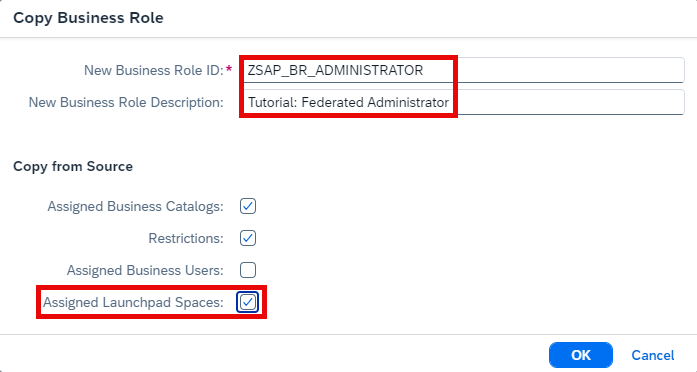 Copy Business Role
New Business Role ID:* ZSAP_BR_ADMINISTRATOR
New Business Role Description: Tutorial: Federated Administrator
Copy from Source
Assigned Business Catalogs:
Restrictions:
Assigned Business Users:
Assigned Launchpad Spaces:
OK Cancel